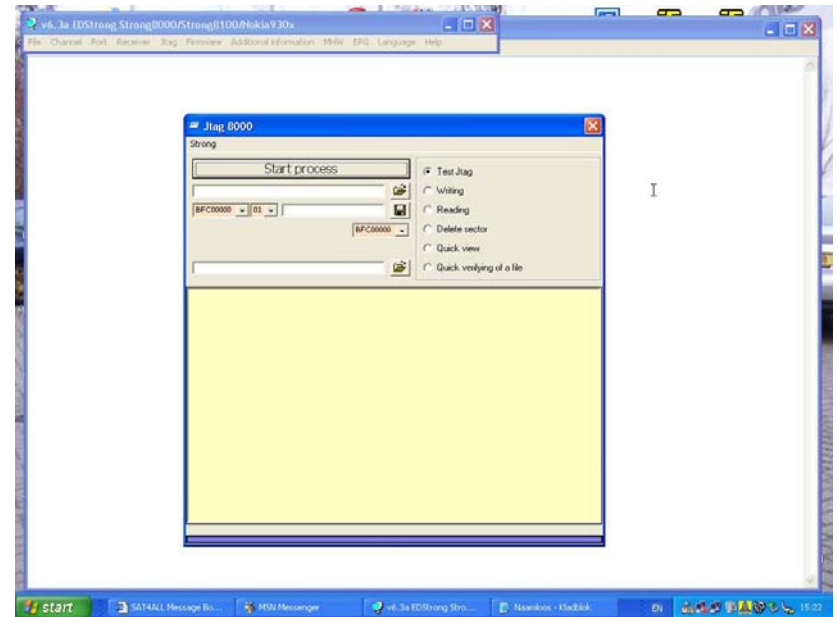 v6.3a EDStrong Strong8000/Strong8100/Nokia930x
File Channel Port Receiver Jtag Firmware Additional information MHW EPG Language Help
Jtag 8000
Strong
Start process
Test Jtag
Writing
BFC00000 01
Reading
BFC00000
Delete sector
Quick view
Quick verifying of a file
start
SAT4ALL Message Bo...
MSN Messenger
v6.3a EDStrong Stro...
Naamloos - Kladblok
EN
15:22